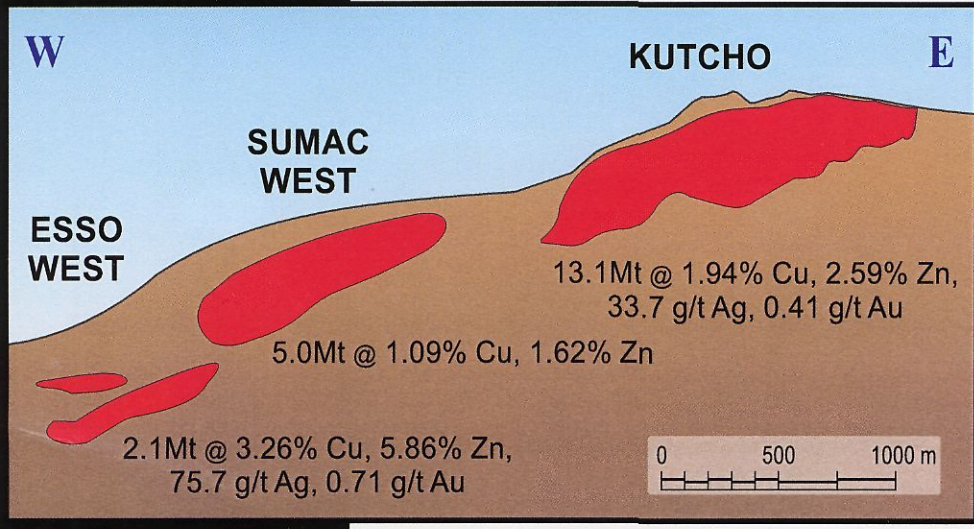 W
E
KUTCHO
SUMAC
WEST
ESSO
WEST
13.1Mt @ 1.94% Cu, 2.59% Zn,
33.7 g/t Ag, 0.41 g/t Au
5.0Mt @ 1.09% Cu, 1.62% Zn
2.1Mt @ 3.26% Cu, 5.86% Zn,
75.7 g/t Ag, 0.71 g/t Au
0 500 1000 m